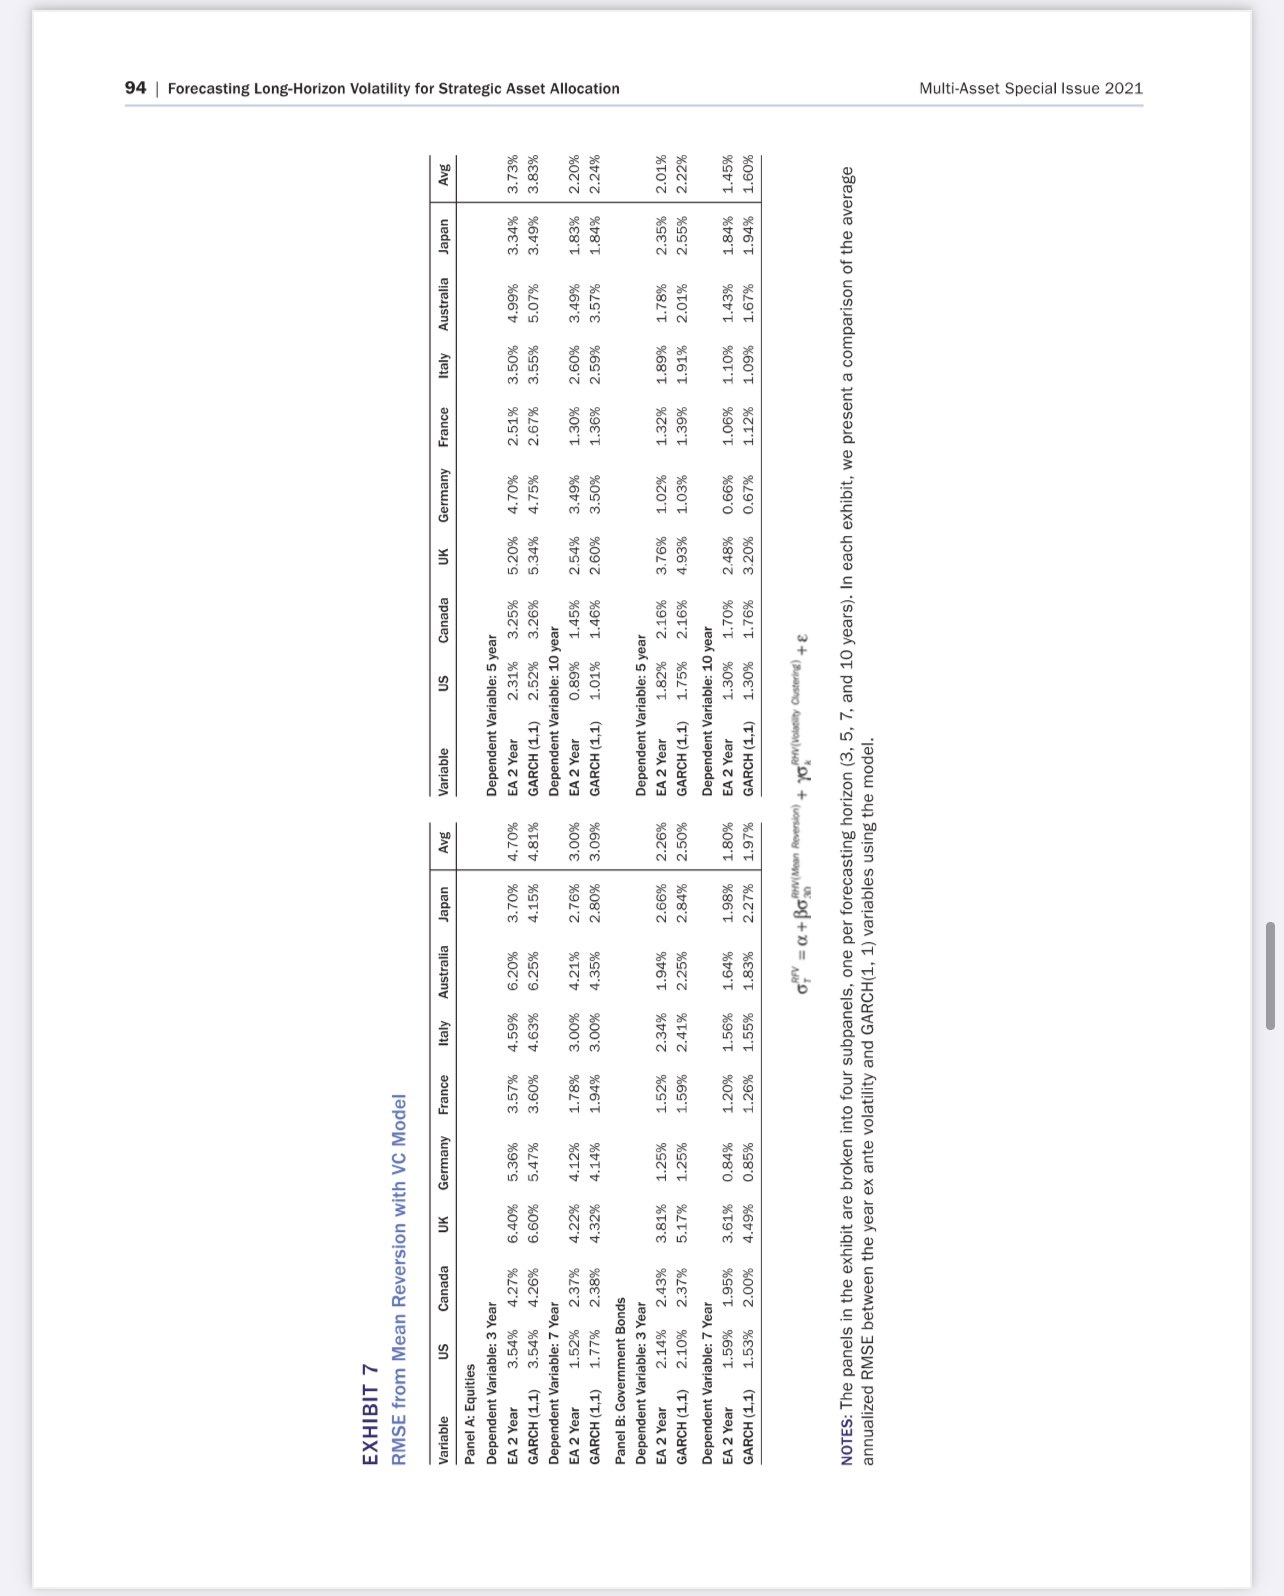 94 | Forecasting Long-Horizon Volatility for Strategic Asset Allocation Multi-Asset Special Issue 2021
EXHIBIT 7
RMSE from Mean Reversion with VC Model
Variable US Canada UK Germany France Italy Australia Japan Avg Variable US Canada UK Germany France Italy Australia Japan Avg
Panel A: Equities
Dependent Variable: 3 Year Dependent Variable: 5 year
EA 2 Year 3.54% 4.27% 6.40% 5.36% 3.57% 4.59% 6.20% 3.70% 4.70% EA 2 Year 2.31% 3.25% 5.20% 4.70% 2.51% 3.50% 4.99% 3.34% 3.73%
GARCH (1,1) 3.54% 4.26% 6.60% 5.47% 3.60% 4.63% 6.25% 4.15% 4.81% GARCH (1,1) 2.52% 3.26% 5.34% 4.75% 2.67% 3.55% 5.07% 3.49% 3.83%
Dependent Variable: 7 Year Dependent Variable: 10 year
EA 2 Year 1.52% 2.37% 4.22% 4.12% 1.78% 3.00% 4.21% 2.76% 3.00% EA 2 Year 0.89% 1.45% 2.54% 3.49% 1.30% 2.60% 3.49% 1.83% 2.20%
GARCH (1,1) 1.77% 2.38% 4.32% 4.14% 1.94% 3.00% 4.35% 2.80% 3.09% GARCH (1,1) 1.01% 1.46% 2.60% 3.50% 1.36% 2.59% 3.57% 1.84% 2.24%
Panel B: Government Bonds
Dependent Variable: 3 Year Dependent Variable: 5 year
EA 2 Year 2.14% 2.43% 3.81% 1.25% 1.52% 2.34% 1.94% 2.66% 2.26% EA 2 Year 1.82% 2.16% 3.76% 1.02% 1.32% 1.89% 1.78% 2.35% 2.01%
GARCH (1,1) 2.10% 2.37% 5.17% 1.25% 1.59% 2.41% 2.25% 2.84% 2.50% GARCH (1,1) 1.75% 2.16% 4.93% 1.03% 1.39% 1.91% 2.01% 2.55% 2.22%
Dependent Variable: 7 Year Dependent Variable: 10 year
EA 2 Year 1.59% 1.95% 3.61% 0.84% 1.20% 1.56% 1.64% 1.98% 1.80% EA 2 Year 1.30% 1.70% 2.48% 0.66% 1.06% 1.10% 1.43% 1.84% 1.45%
GARCH (1,1) 1.53% 2.00% 4.49% 0.85% 1.26% 1.55% 1.83% 2.27% 1.97% GARCH (1,1) 1.30% 1.76% 3.20% 0.67% 1.12% 1.09% 1.67% 1.94% 1.60%
σ_T^RFV = α + βσ_30^RHV(Mean Reversion) + γσ_k^RHV(Volatility Clustering) + ε
NOTES: The panels in the exhibit are broken into four subpanels, one per forecasting horizon (3, 5, 7, and 10 years). In each exhibit, we present a comparison of the average
annualized RMSE between the year ex ante volatility and GARCH(1, 1) variables using the model.